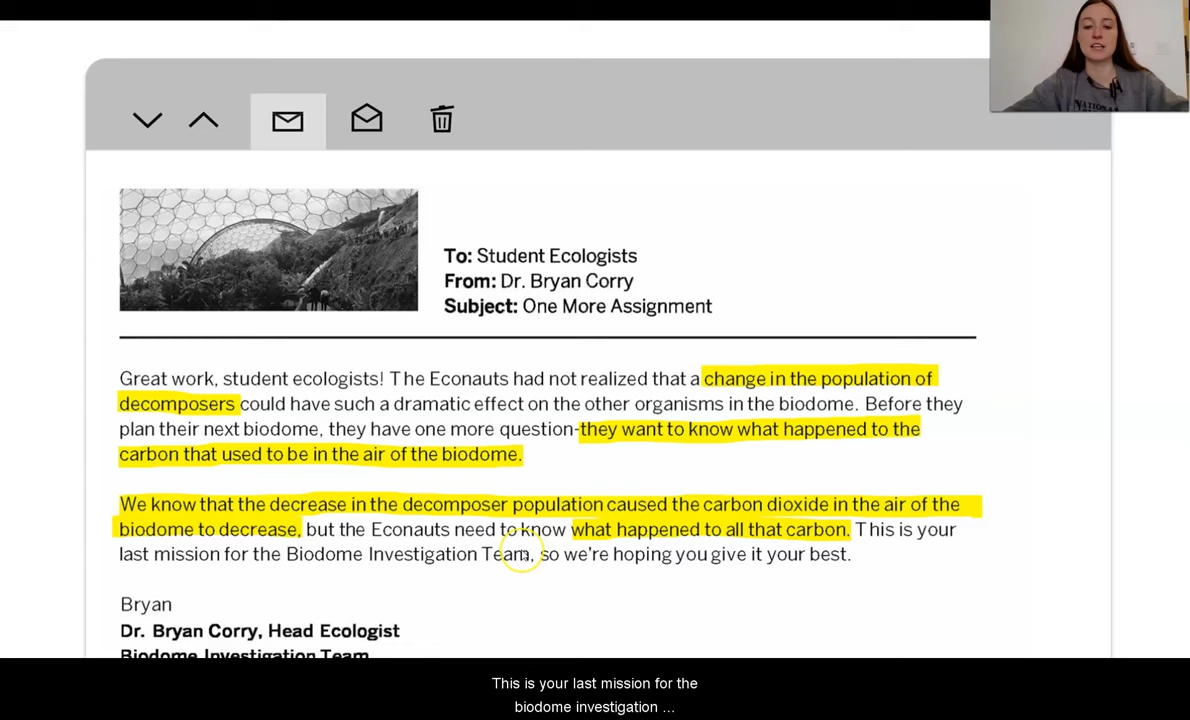 To: Student Ecologists
From: Dr. Bryan Corry
Subject: One More Assignment
Great work, student ecologists! The Econauts had not realized that a change in the population of
decomposers could have such a dramatic effect on the other organisms in the biodome. Before they
plan their next biodome, they have one more question-they want to know what happened to the
carbon that used to be in the air of the biodome.
We know that the decrease in the decomposer population caused the carbon dioxide in the air of the
biodome to decrease, but the Econauts need to know what happened to all that carbon. This is your
last mission for the Biodome Investigation Team, so we're hoping you give it your best.
Bryan
Dr. Bryan Corry, Head Ecologist
Biodome Investigation Team
This is your last mission for the
biodome investigation ...